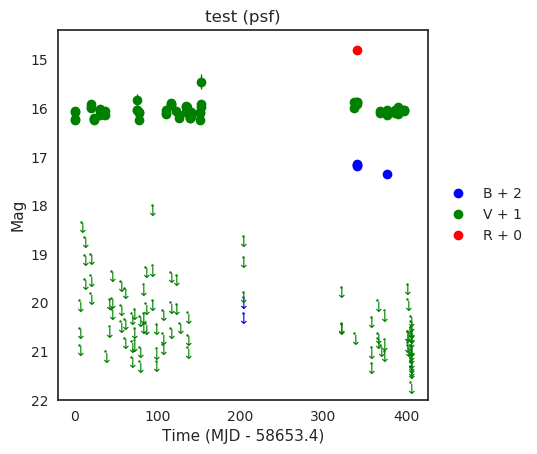 test (psf)
Mag
15
16
17
18
19
20
21
22
0
100
200
300
400
Time (MJD - 58653.4)
B + 2
V + 1
R + 0